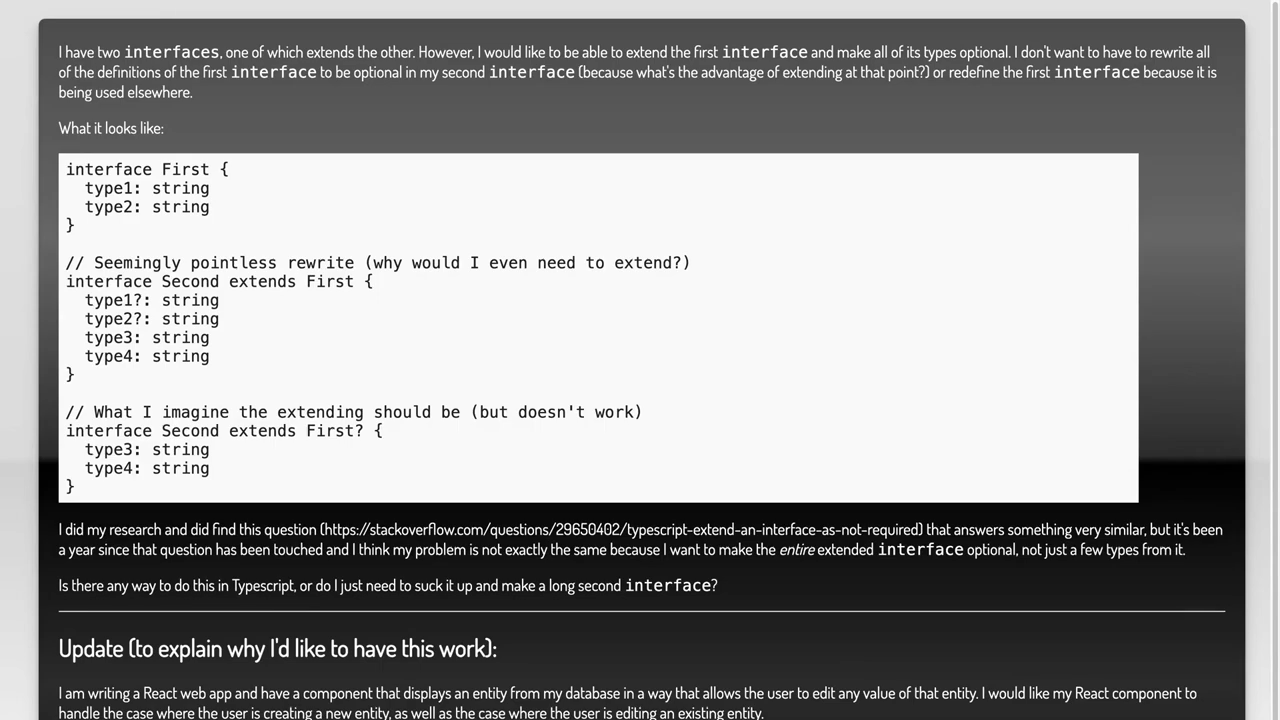 I have two interfaces, one of which extends the other. However, I would like to be able to extend the first interface and make all of its types optional. I don't want to have to rewrite all
of the definitions of the first interface to be optional in my second interface (because what's the advantage of extending at that point?) or redefine the first interface because it is
being used elsewhere.
What it looks like:
interface First {
  type1: string
  type2: string
}
// Seemingly pointless rewrite (why would I even need to extend?)
interface Second extends First {
  type1?: string
  type2?: string
  type3: string
  type4: string
}
// What I imagine the extending should be (but doesn't work)
interface Second extends First? {
  type3: string
  type4: string
}
I did my research and did find this question (https://stackoverflow.com/questions/29650402/typescript-extend-an-interface-as-not-required) that answers something very similar, but it's been
a year since that question has been touched and I think my problem is not exactly the same because I want to make the entire extended interface optional, not just a few types from it.
Is there any way to do this in Typescript, or do I just need to suck it up and make a long second interface?
Update (to explain why I'd like to have this work):
I am writing a React web app and have a component that displays an entity from my database in a way that allows the user to edit any value of that entity. I would like my React component to
handle the case where the user is creating a new entity, as well as the case where the user is editing an existing entity.